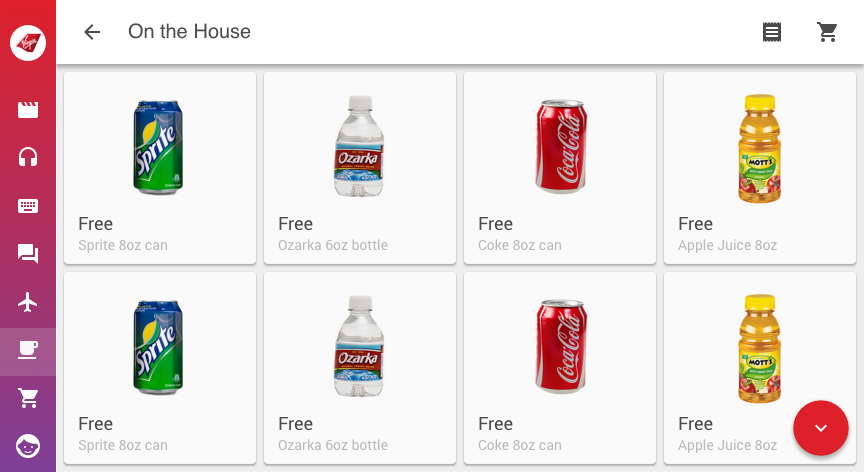 Virgin
On the House
Sprite
Ozarka
Coca-Cola
MOTT'S
Free
Free
Free
Free
Sprite 8oz can
Ozarka 6oz bottle
Coke 8oz can
Apple Juice 8oz
Sprite
Ozarka
Coca-Cola
MOTT'S
Free
Free
Free
Free
Sprite 8oz can
Ozarka 6oz bottle
Coke 8oz can
Apple Juice 8oz